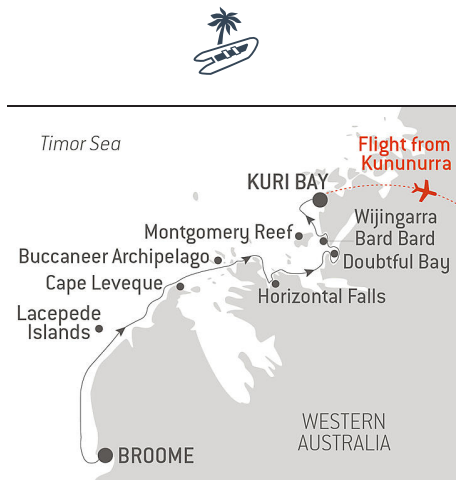 Timor Sea
Flight from
Kununurra
KURI BAY
Wijingarra
Bard Bard
Montgomery Reef
Doubtful Bay
Buccaneer Archipelago
Cape Leveque
Horizontal Falls
Lacepede
Islands
WESTERN
AUSTRALIA
BROOME